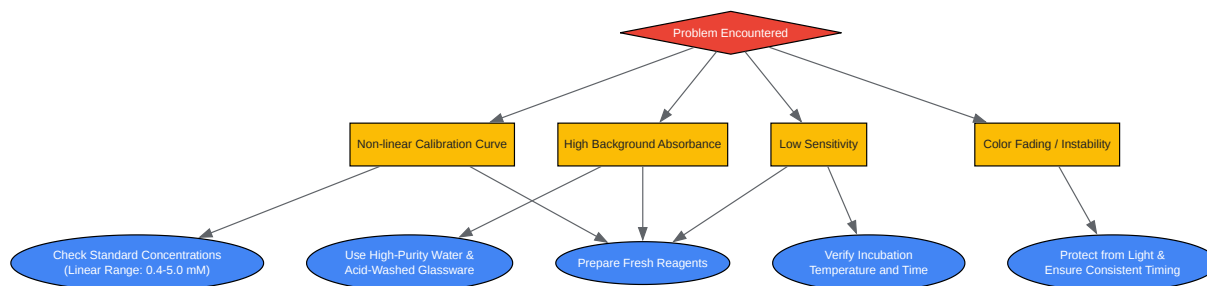 Problem Encountered
Non-linear Calibration Curve
High Background Absorbance
Low Sensitivity
Color Fading / Instability
Check Standard Concentrations
(Linear Range: 0.4-5.0 mM)
Use High-Purity Water &
Acid-Washed Glassware
Prepare Fresh Reagents
Verify Incubation
Temperature and Time
Protect from Light &
Ensure Consistent Timing